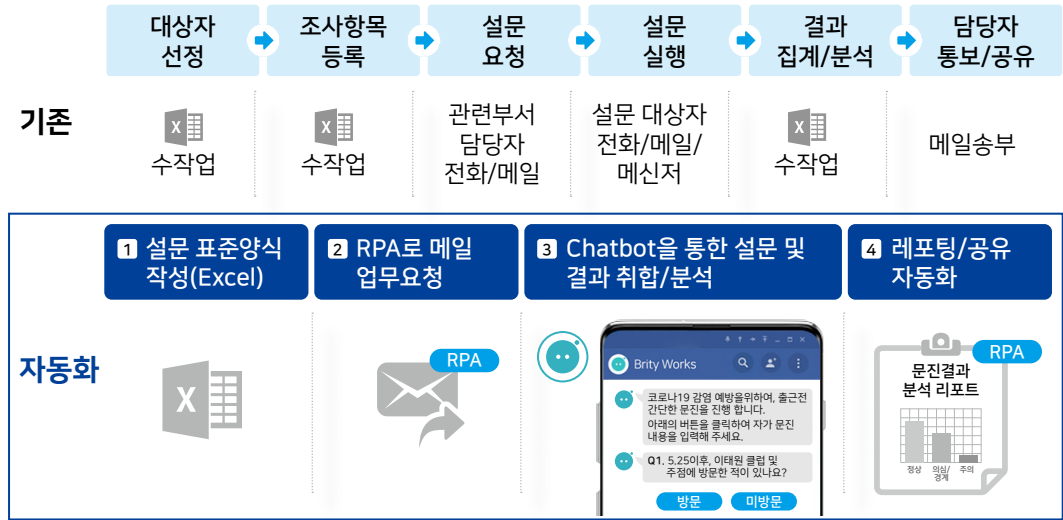 대상자
선정
조사항목
등록
설문
요청
설문
실행
결과
집계/분석
담당자
통보/공유
기존
X
수작업
X
수작업
관련부서
담당자
전화/메일
설문 대상자
전화/메일/
메신저
X
수작업
메일송부
1 설문 표준양식
작성(Excel)
2 RPA로 메일
업무요청
3 Chatbot을 통한 설문 및
결과 취합/분석
4 레포팅/공유
자동화
자동화
X
RPA
Brity Works
코로나19 감염 예방을위하여, 출근전
간단한 문진을 진행 합니다.
아래의 버튼을 클릭하여 자가 문진
내용을 입력해 주세요.
Q1. 5.25이후, 이태원 클럽 및
주점에 방문한 적이 있나요?
방문
미방문
RPA
문진결과
분석 리포트
정상
의심/
경계
주의